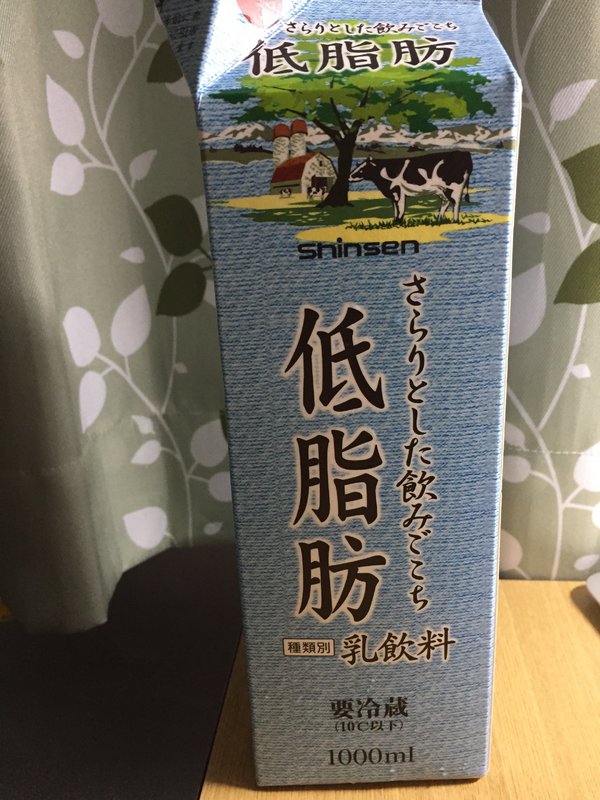 さらりとした飲みごこち
低脂肪
shinsen
さらりとした飲みごこち
低脂肪
種類別 乳飲料
要冷蔵
(10℃以下)
1000ml